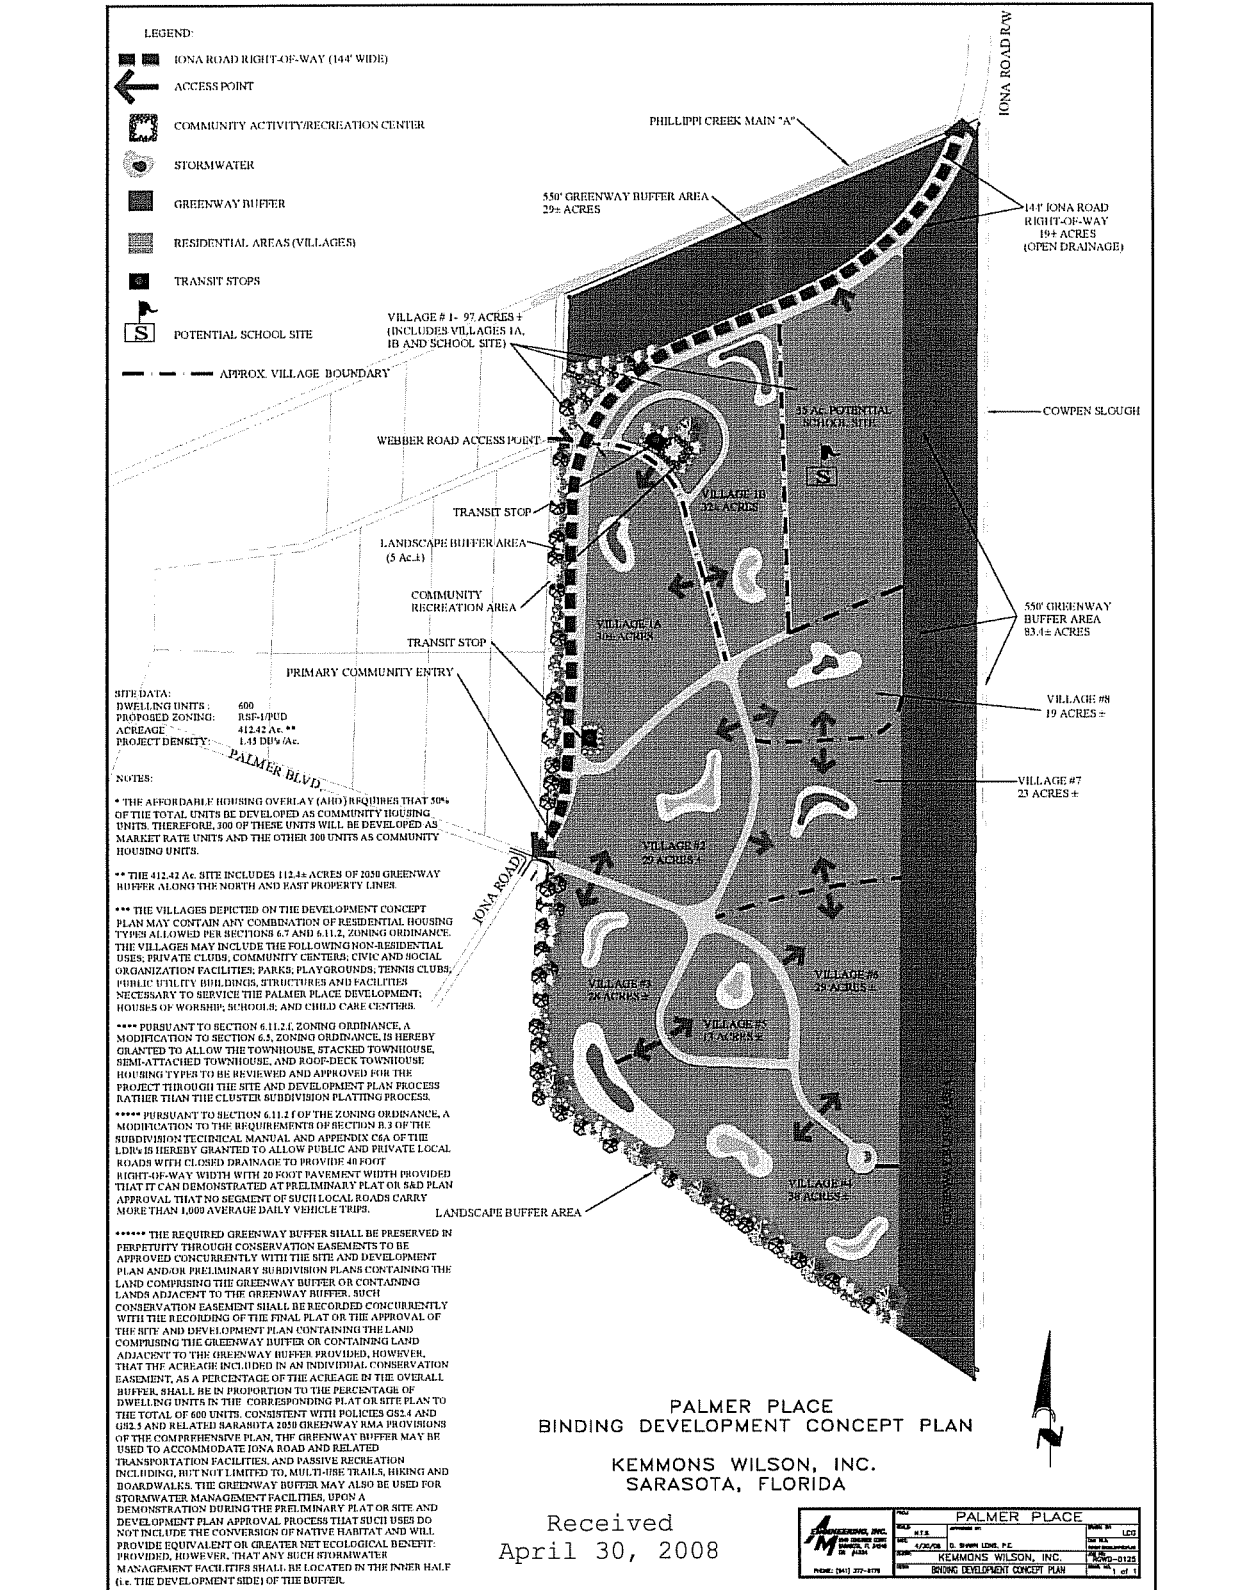 LEGEND:
IONA ROAD RIGHT-OF-WAY (144' WIDE)
ACCESS POINT
COMMUNITY ACTIVITY/RECREATION CENTER
STORMWATER
GREENWAY BUFFER
RESIDENTIAL AREAS (VILLAGES)
TRANSIT STOPS
S
POTENTIAL SCHOOL SITE
APPROX. VILLAGE BOUNDARY
IONA ROAD R/W
PHILLIPPI CREEK MAIN "A"
550' GREENWAY BUFFER AREA
29± ACRES
144' IONA ROAD
RIGHT-OF-WAY
19± ACRES
(OPEN DRAINAGE)
VILLAGE # 1- 97 ACRES ±
(INCLUDES VILLAGES 1A,
1B AND SCHOOL SITE)
35 Ac. POTENTIAL
SCHOOL SITE
S
COWPEN SLOUGH
WEBBER ROAD ACCESS POINT
VILLAGE 1B
32± ACRES
TRANSIT STOP
LANDSCAPE BUFFER AREA
(5 Ac.±)
COMMUNITY
RECREATION AREA
VILLAGE 1A
30± ACRES
550' GREENWAY
BUFFER AREA
83.4± ACRES
TRANSIT STOP
PRIMARY COMMUNITY ENTRY
VILLAGE #8
19 ACRES ±
VILLAGE #7
23 ACRES ±
VILLAGE #2
29 ACRES ±
VILLAGE #6
29 ACRES ±
VILLAGE #3
28 ACRES ±
VILLAGE #5
ACRES ±
VILLAGE #4
38 ACRES ±
LANDSCAPE BUFFER AREA
PALMER BLVD.
IONA ROAD
SITE DATA:
DWELLING UNITS : 600
PROPOSED ZONING: RSF-1/PUD
ACREAGE 412.42 Ac. **
PROJECT DENSITY: 1.45 DU's /Ac.
NOTES:
* THE AFFORDABLE HOUSING OVERLAY (AHO) REQUIRES THAT 50%
OF THE TOTAL UNITS BE DEVELOPED AS COMMUNITY HOUSING
UNITS. THEREFORE, 300 OF THESE UNITS WILL BE DEVELOPED AS
MARKET RATE UNITS AND THE OTHER 300 UNITS AS COMMUNITY
HOUSING UNITS.
** THE 412.42 Ac. SITE INCLUDES 112.4± ACRES OF 2050 GREENWAY
BUFFER ALONG THE NORTH AND EAST PROPERTY LINES.
*** THE VILLAGES DEPICTED ON THE DEVELOPMENT CONCEPT
PLAN MAY CONTAIN ANY COMBINATION OF RESIDENTIAL HOUSING
TYPES ALLOWED PER SECTIONS 6.7 AND 6.11.2, ZONING ORDINANCE.
THE VILLAGES MAY INCLUDE THE FOLLOWING NON-RESIDENTIAL
USES; PRIVATE CLUBS; COMMUNITY CENTERS; CIVIC AND SOCIAL
ORGANIZATION FACILITIES; PARKS; PLAYGROUNDS; TENNIS CLUBS;
PUBLIC UTILITY BUILDINGS, STRUCTURES AND FACILITIES
NECESSARY TO SERVICE THE PALMER PLACE DEVELOPMENT;
HOUSES OF WORSHIP; SCHOOLS; AND CHILD CARE CENTERS.
**** PURSUANT TO SECTION 6.11.2.f, ZONING ORDINANCE, A
MODIFICATION TO SECTION 6.5, ZONING ORDINANCE, IS HEREBY
GRANTED TO ALLOW THE TOWNHOUSE, STACKED TOWNHOUSE,
SEMI-ATTACHED TOWNHOUSE, AND ROOF-DECK TOWNHOUSE
HOUSING TYPES TO BE REVIEWED AND APPROVED FOR THE
PROJECT THROUGH THE SITE AND DEVELOPMENT PLAN PROCESS
RATHER THAN THE CLUSTER SUBDIVISION PLATTING PROCESS.
***** PURSUANT TO SECTION 6.11.2 f OF THE ZONING ORDINANCE, A
MODIFICATION TO THE REQUIREMENTS OF SECTION B.3 OF THE
SUBDIVISION TECHNICAL MANUAL AND APPENDIX C6A OF THE
LDR's IS HEREBY GRANTED TO ALLOW PUBLIC AND PRIVATE LOCAL
ROADS WITH CLOSED DRAINAGE TO PROVIDE 40 FOOT
RIGHT-OF-WAY WIDTH WITH 20 FOOT PAVEMENT WIDTH PROVIDED
THAT IT CAN DEMONSTRATED AT PRELIMINARY PLAT OR S&D PLAN
APPROVAL THAT NO SEGMENT OF SUCH LOCAL ROADS CARRY
MORE THAN 1,000 AVERAGE DAILY VEHICLE TRIPS.
****** THE REQUIRED GREENWAY BUFFER SHALL BE PRESERVED IN
PERPETUITY THROUGH CONSERVATION EASEMENTS TO BE
APPROVED CONCURRENTLY WITH THE SITE AND DEVELOPMENT
PLAN AND/OR PRELIMINARY SUBDIVISION PLANS CONTAINING THE
LAND COMPRISING THE GREENWAY BUFFER OR CONTAINING
LANDS ADJACENT TO THE GREENWAY BUFFER. SUCH
CONSERVATION EASEMENT SHALL BE RECORDED CONCURRENTLY
WITH THE RECORDING OF THE FINAL PLAT OR THE APPROVAL OF
THE SITE AND DEVELOPMENT PLAN CONTAINING THE LAND
COMPRISING THE GREENWAY BUFFER OR CONTAINING LAND
ADJACENT TO THE GREENWAY BUFFER PROVIDED, HOWEVER,
THAT THE ACREAGE INCLUDED IN AN INDIVIDUAL CONSERVATION
EASEMENT, AS A PERCENTAGE OF THE ACREAGE IN THE OVERALL
BUFFER, SHALL BE IN PROPORTION TO THE PERCENTAGE OF
DWELLING UNITS IN THE CORRESPONDING PLAT OR SITE PLAN TO
THE TOTAL OF 600 UNITS. CONSISTENT WITH POLICIES GS2.4 AND
GS2.5 AND RELATED SARASOTA 2050 GREENWAY RMA PROVISIONS
OF THE COMPREHENSIVE PLAN, THE GREENWAY BUFFER MAY BE
USED TO ACCOMMODATE IONA ROAD AND RELATED
TRANSPORTATION FACILITIES, AND PASSIVE RECREATION
INCLUDING, BUT NOT LIMITED TO, MULTI-USE TRAILS, HIKING AND
BOARDWALKS. THE GREENWAY BUFFER MAY ALSO BE USED FOR
STORMWATER MANAGEMENT FACILITIES, UPON A
DEMONSTRATION DURING THE PRELIMINARY PLAT OR SITE AND
DEVELOPMENT PLAN APPROVAL PROCESS THAT SUCH USES DO
NOT INCLUDE THE CONVERSION OF NATIVE HABITAT AND WILL
PROVIDE EQUIVALENT OR GREATER NET ECOLOGICAL BENEFIT:
PROVIDED, HOWEVER, THAT ANY SUCH STORMWATER
MANAGEMENT FACILITIES SHALL BE LOCATED IN THE INNER HALF
(i.e. THE DEVELOPMENT SIDE) OF THE BUFFER.
PALMER PLACE
BINDING DEVELOPMENT CONCEPT PLAN
KEMMONS WILSON, INC.
SARASOTA, FLORIDA
N
Received
April 30, 2008
AM ENGINEERING, INC.
PALMER PLACE
N.T.S.
LCG
4/30/08
D. SHAWN LEINS, P.E.
KEMMONS WILSON, INC.
KGWD-0125
BINDING DEVELOPMENT CONCEPT PLAN
1 of 1